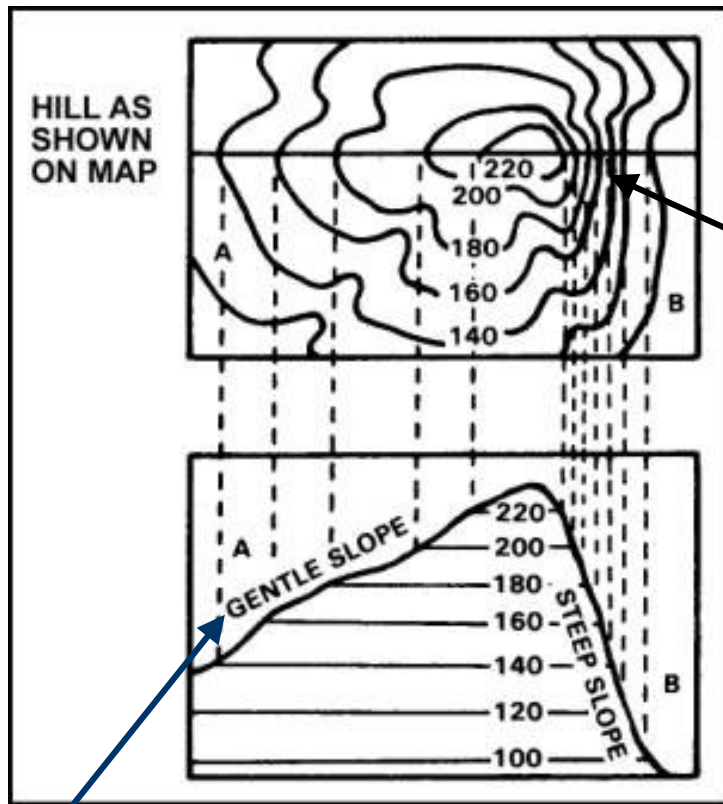 HILL AS
SHOWN
ON MAP
220
200
180
160
140
A
B
A
GENTLE SLOPE
220
200
180
160
140
120
100
STEEP SLOPE
B